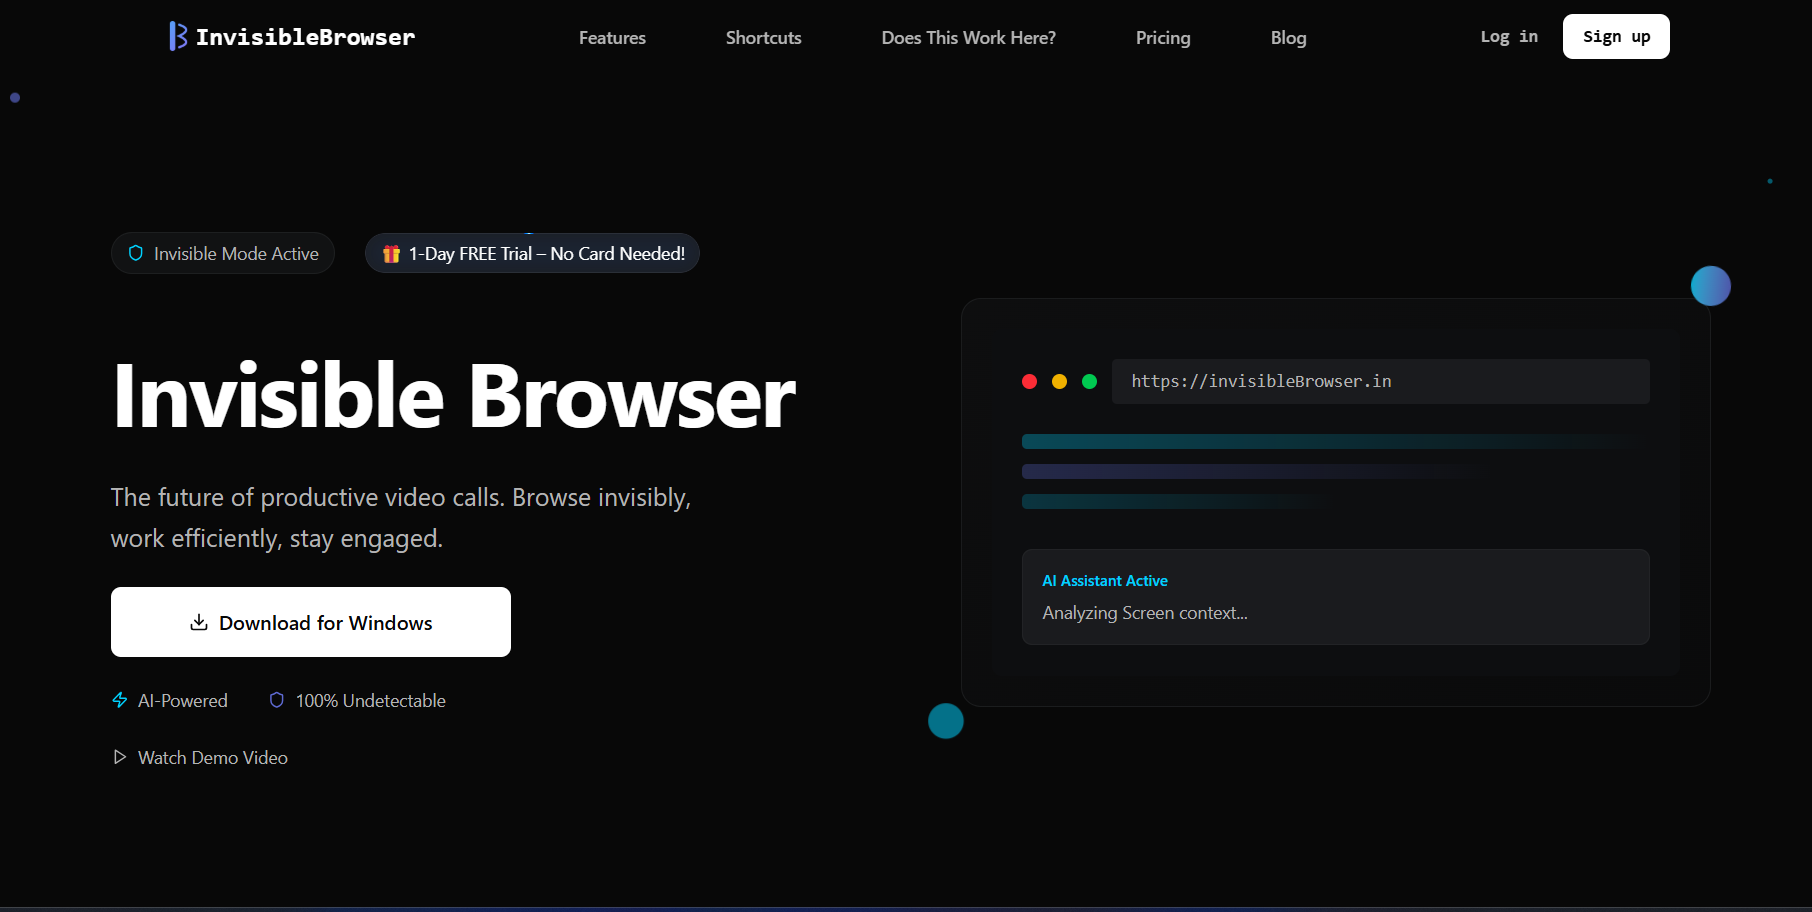 InvisibleBrowser
Features
Shortcuts
Does This Work Here?
Pricing
Blog
Log in
Sign up
Invisible Mode Active
🎁 1-Day FREE Trial – No Card Needed!
Invisible Browser
The future of productive video calls. Browse invisibly,
work efficiently, stay engaged.
Download for Windows
AI-Powered
100% Undetectable
Watch Demo Video
https://invisibleBrowser.in
AI Assistant Active
Analyzing Screen context...